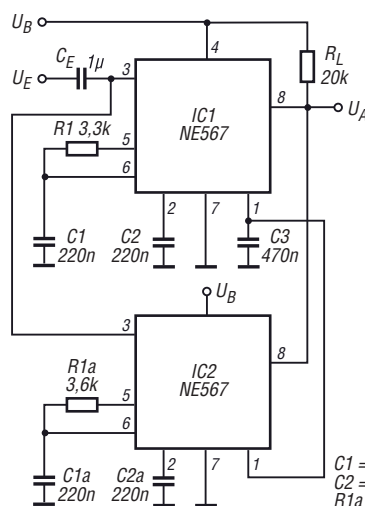 U_B
4
C_E
1µ
R_L
20k
U_E
3
IC1
NE567
8
U_A
R1 3,3k
5
6
2
7
1
C1
220n
C2
220n
C3
470n
U_B
3
IC2
NE567
8
R1a
3,6k
5
6
2
7
1
C1a
220n
C2a
220n
C1 =
C2 =
R1a